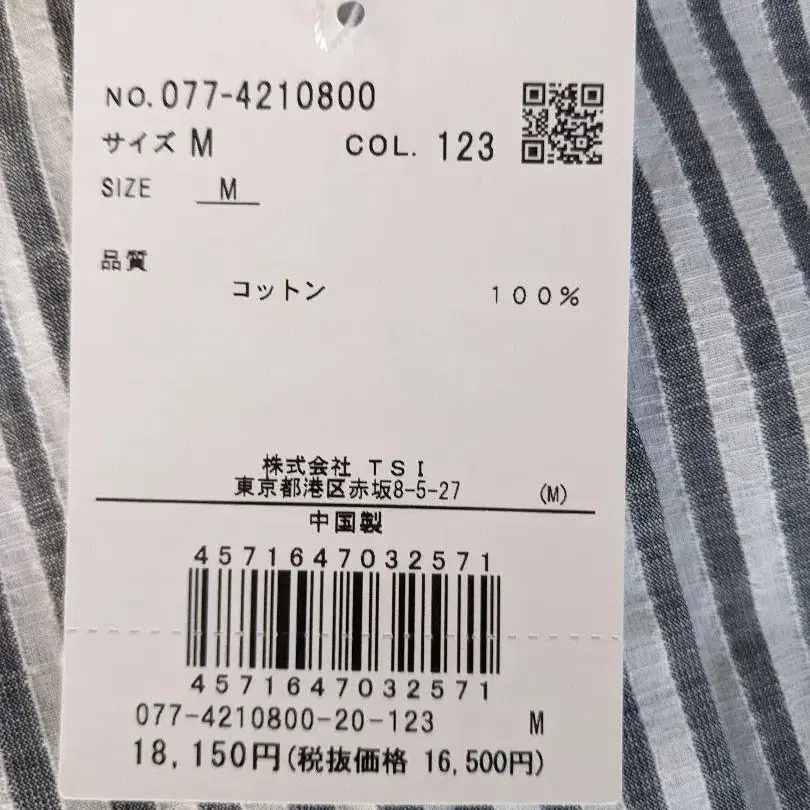 NO. 077-4210800
サイズ M COL. 123
SIZE M
品質
コットン 100%
株式会社 TSI
東京都港区赤坂8-5-27 (M)
中国製
4571647032571
4571647032571
077-4210800-20-123 M
18,150円(税抜価格 16,500円)